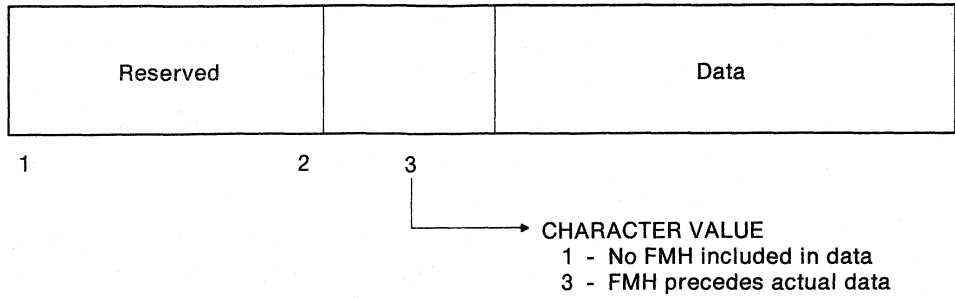 Reserved Data
1 2 3
CHARACTER VALUE
1 - No FMH included in data
3 - FMH precedes actual data